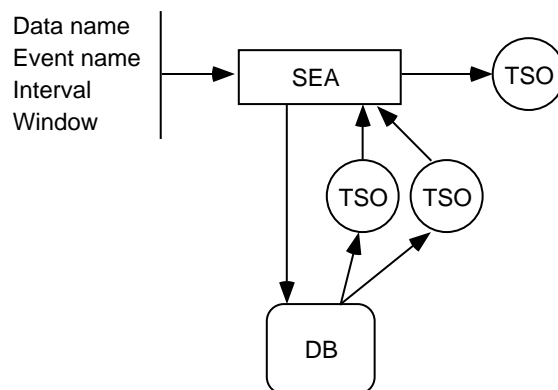 Data name
Event name
Interval
Window
SEA
TSO
TSO
TSO
DB